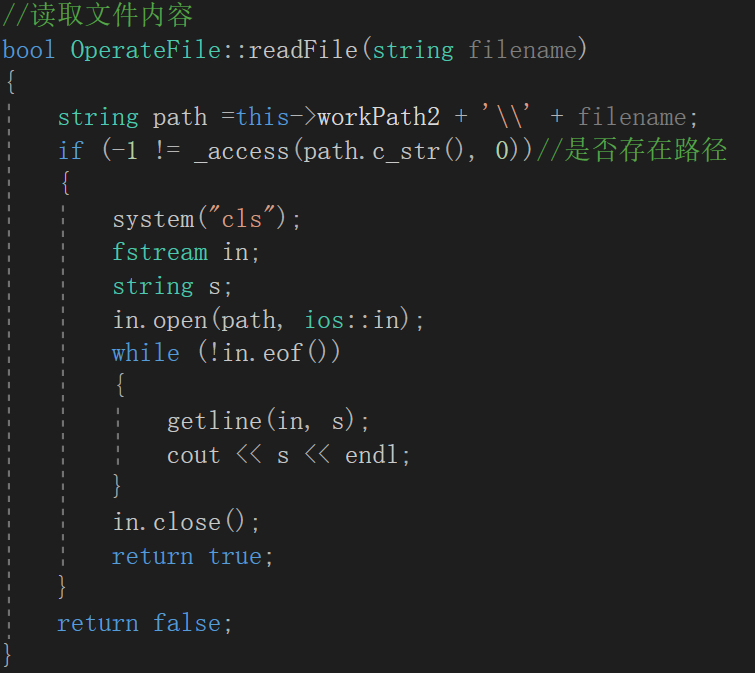 //读取文件内容
bool OperateFile::readFile(string filename)
{
    string path =this->workPath2 + '\\' + filename;
    if (-1 != _access(path.c_str(), 0))//是否存在路径
    {
        system("cls");
        fstream in;
        string s;
        in.open(path, ios::in);
        while (!in.eof())
        {
            getline(in, s);
            cout << s << endl;
        }
        in.close();
        return true;
    }
    return false;
}